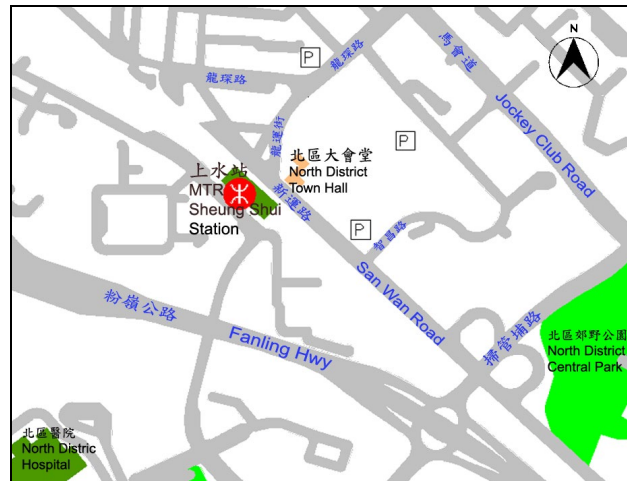 馬會道
Jockey Club Road
P
龍琛路
龍琛路
龍運街
北區大會堂
North District
Town Hall
P
上水站
MTR
Sheung Shui
Station
新運路
San Wan Road
P
智昌路
粉嶺公路
Fanling Hwy
掃管埔路
北區郊野公園
North District
Central Park
北區醫院
North Distric
Hospital